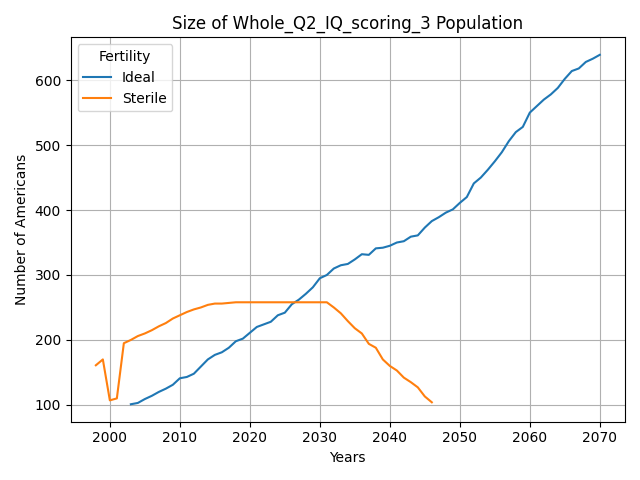 Size of Whole_Q2_IQ_scoring_3 Population
Fertility
Ideal
Sterile
Number of Americans
600
500
400
300
200
100
2000 2010 2020 2030 2040 2050 2060 2070
Years